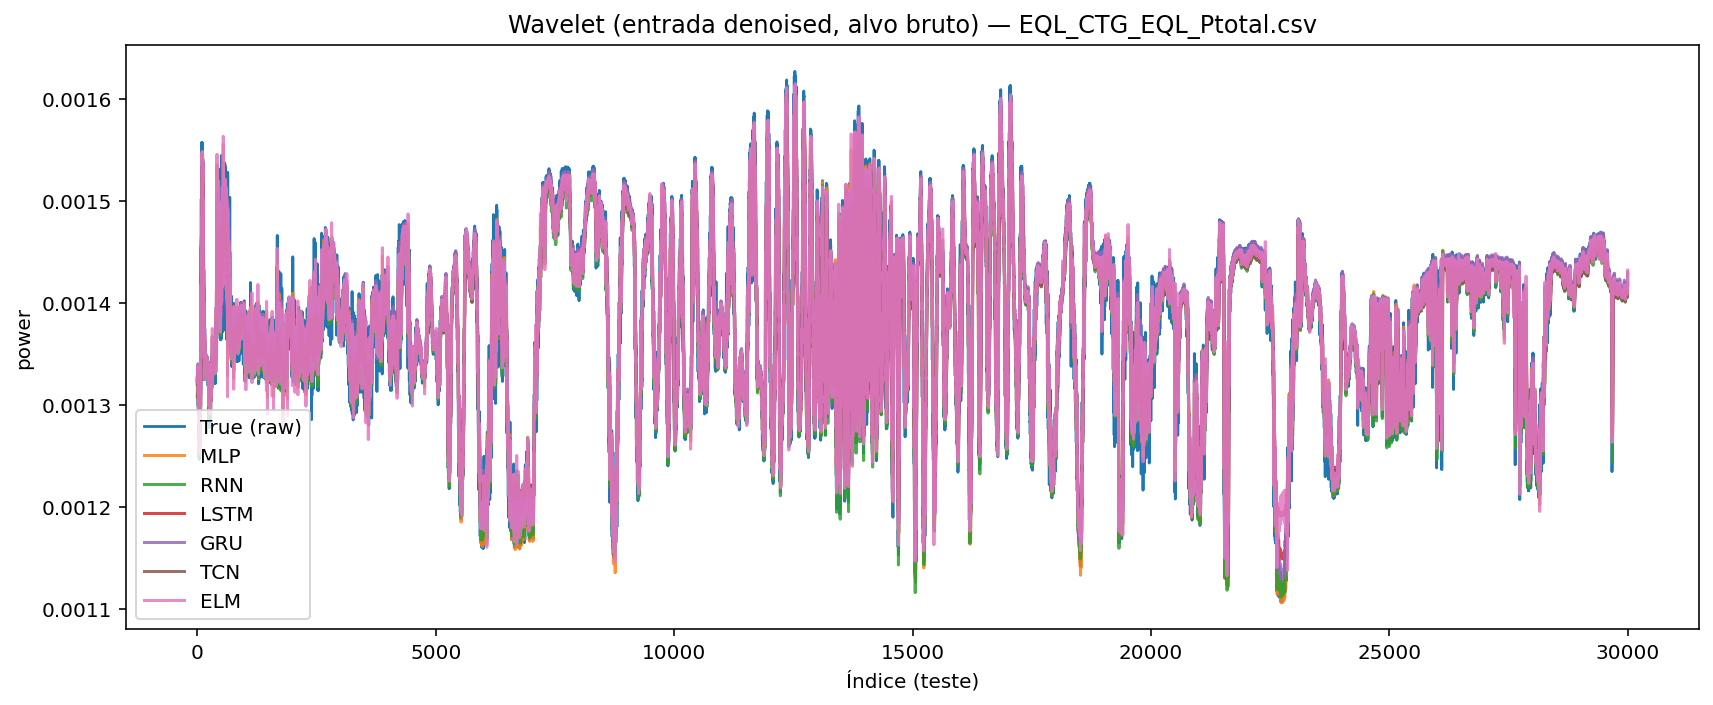 Wavelet (entrada denoised, alvo bruto) — EQL_CTG_EQL_Ptotal.csv
0.0016
0.0015
0.0014
0.0013
0.0012
0.0011
power
True (raw)
MLP
RNN
LSTM
GRU
TCN
ELM
0 5000 10000 15000 20000 25000 30000
Índice (teste)